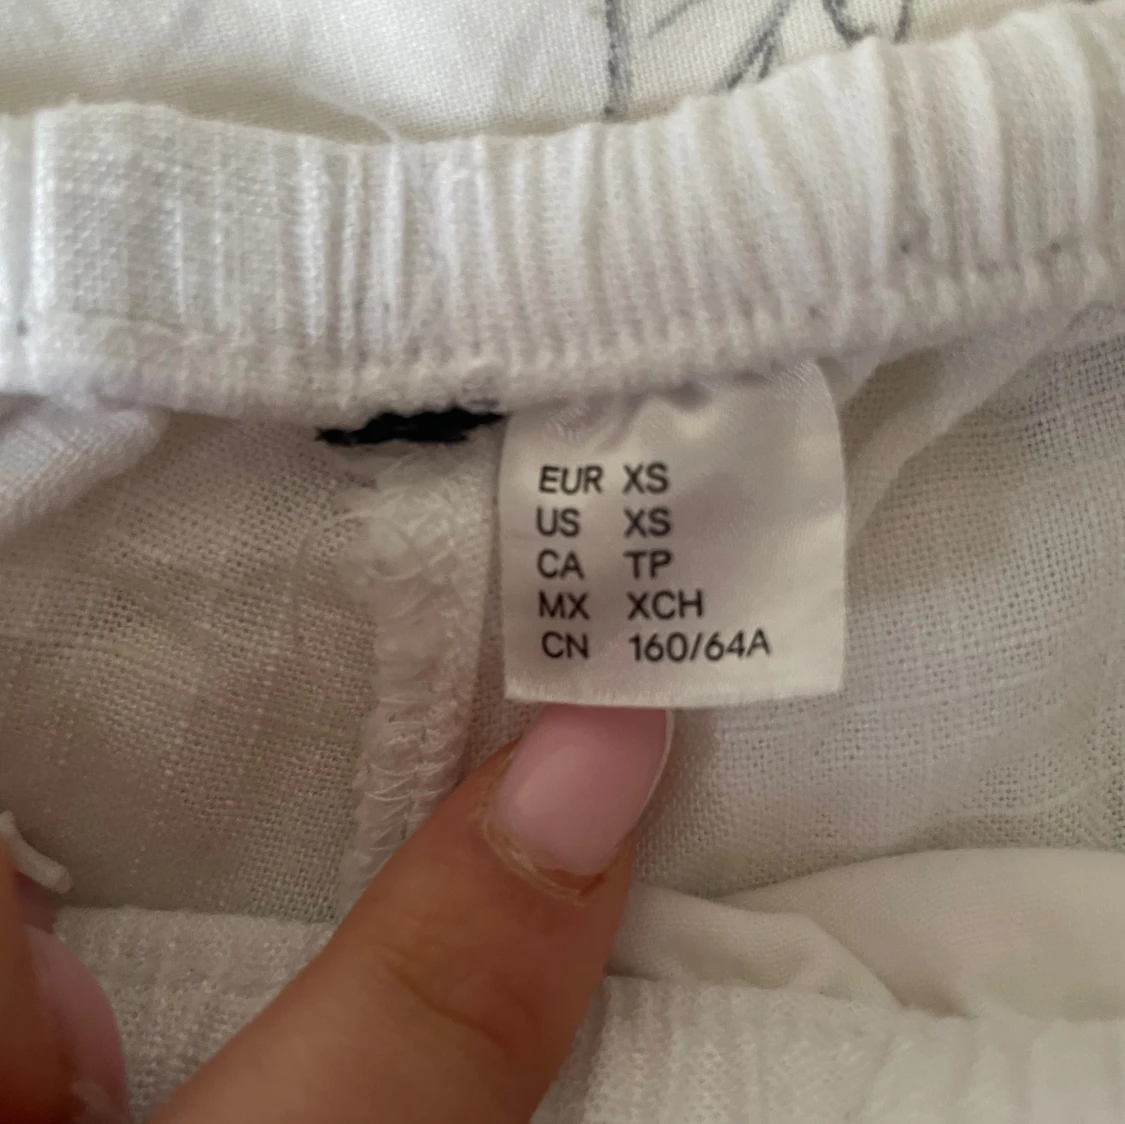 EUR XS
US XS
CA TP
MX XCH
CN 160/64A